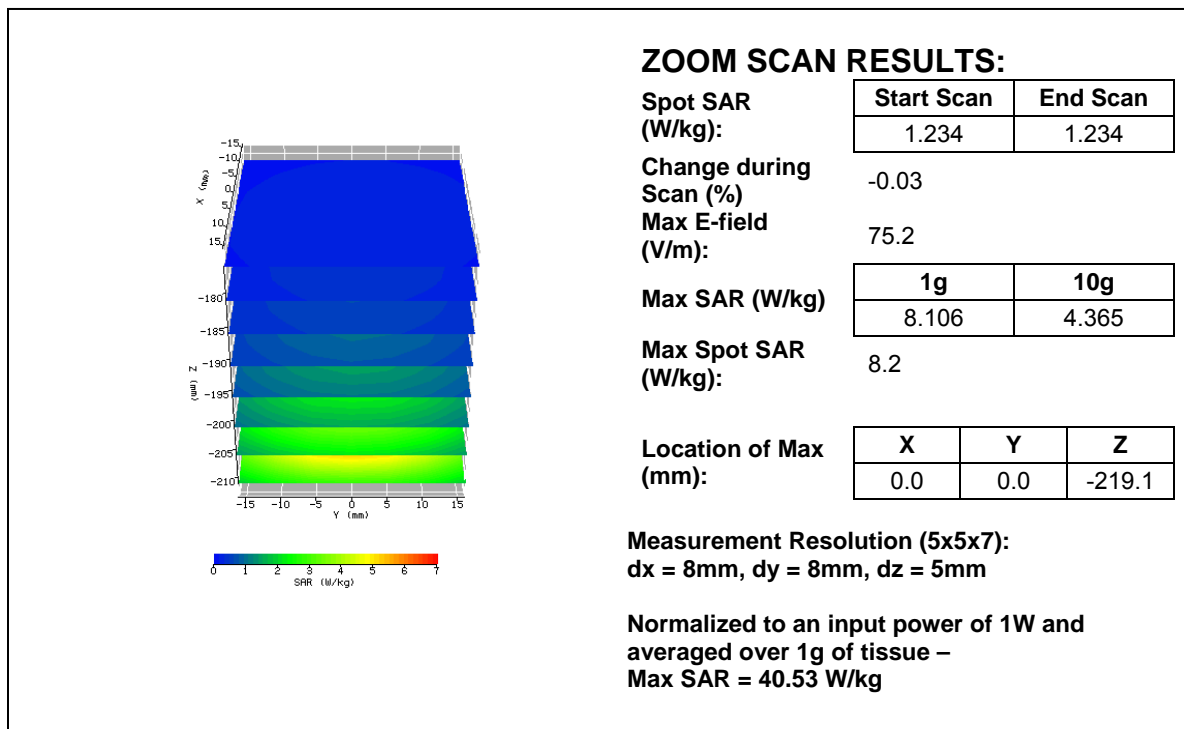 ZOOM SCAN RESULTS:
Spot SAR (W/kg):
Start Scan End Scan
1.234 1.234
Change during Scan (%)
-0.03
Max E-field (V/m):
75.2
Max SAR (W/kg)
1g 10g
8.106 4.365
Max Spot SAR (W/kg):
8.2
Location of Max (mm):
X Y Z
0.0 0.0 -219.1
Measurement Resolution (5x5x7):
dx = 8mm, dy = 8mm, dz = 5mm
Normalized to an input power of 1W and
averaged over 1g of tissue –
Max SAR = 40.53 W/kg
-15
-10
-5
0
5
10
15
X (mm)
-180
-185
-190
-195
-200
-205
-210
Z (mm)
-15 -10 -5 0 5 10 15
Y (mm)
0 1 2 3 4 5 6 7
SAR (W/kg)